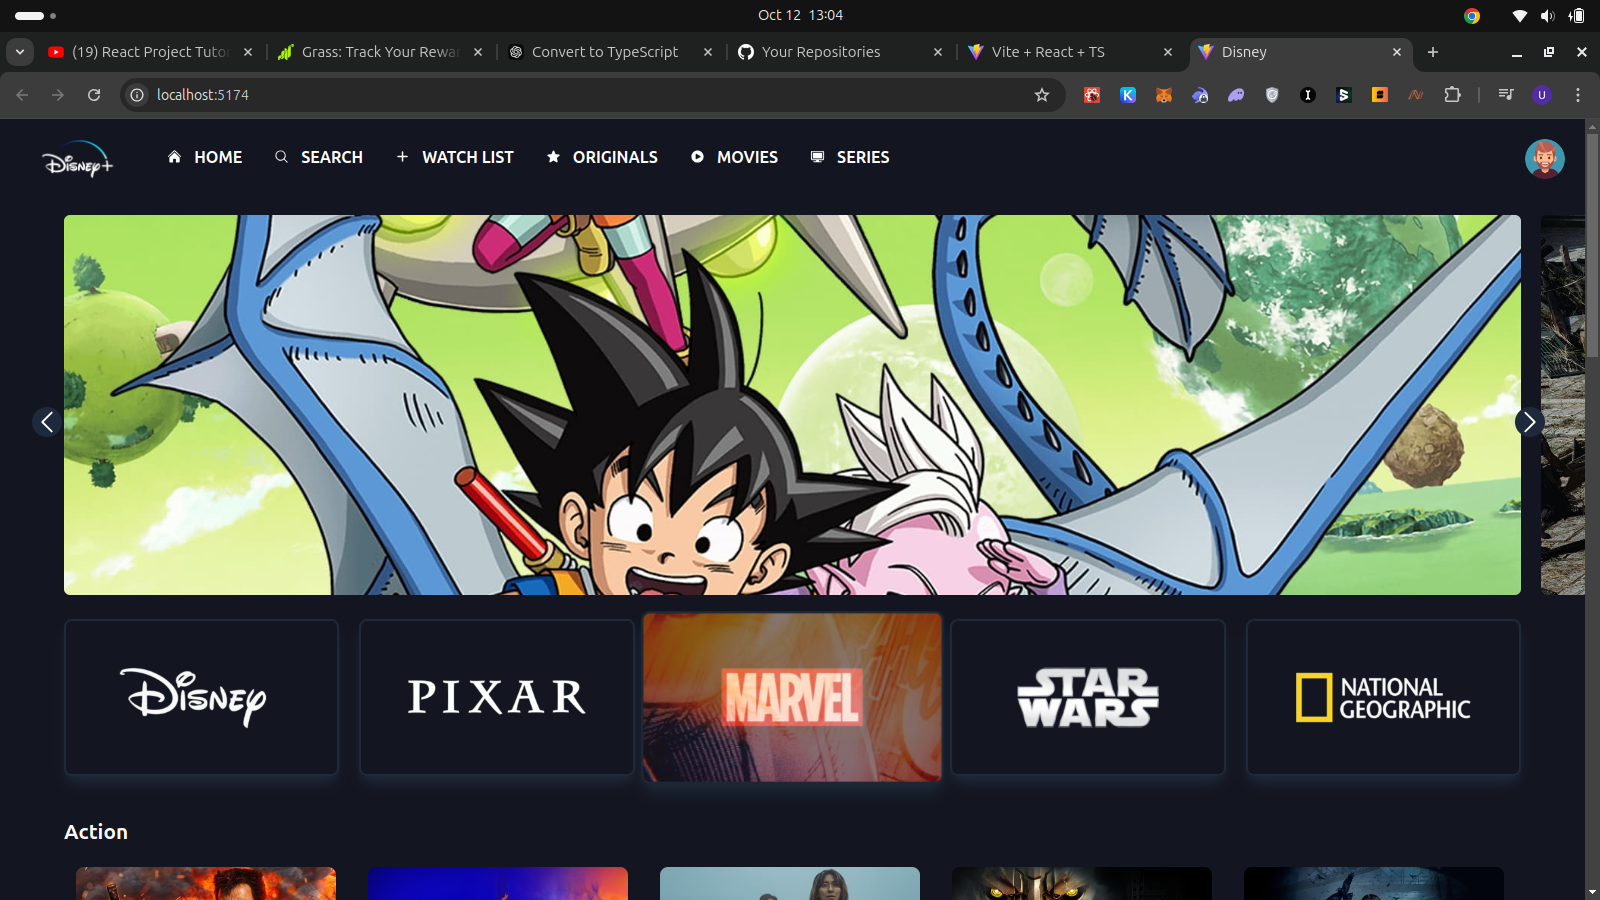 Oct 12 13:04
(19) React Project Tuto
Grass: Track Your Rewar
Convert to TypeScript
Your Repositories
Vite + React + TS
Disney
localhost:5174
U
Disney+
HOME
SEARCH
WATCH LIST
ORIGINALS
MOVIES
SERIES
Disney
PIXAR
MARVEL
STAR
WARS
NATIONAL
GEOGRAPHIC
Action